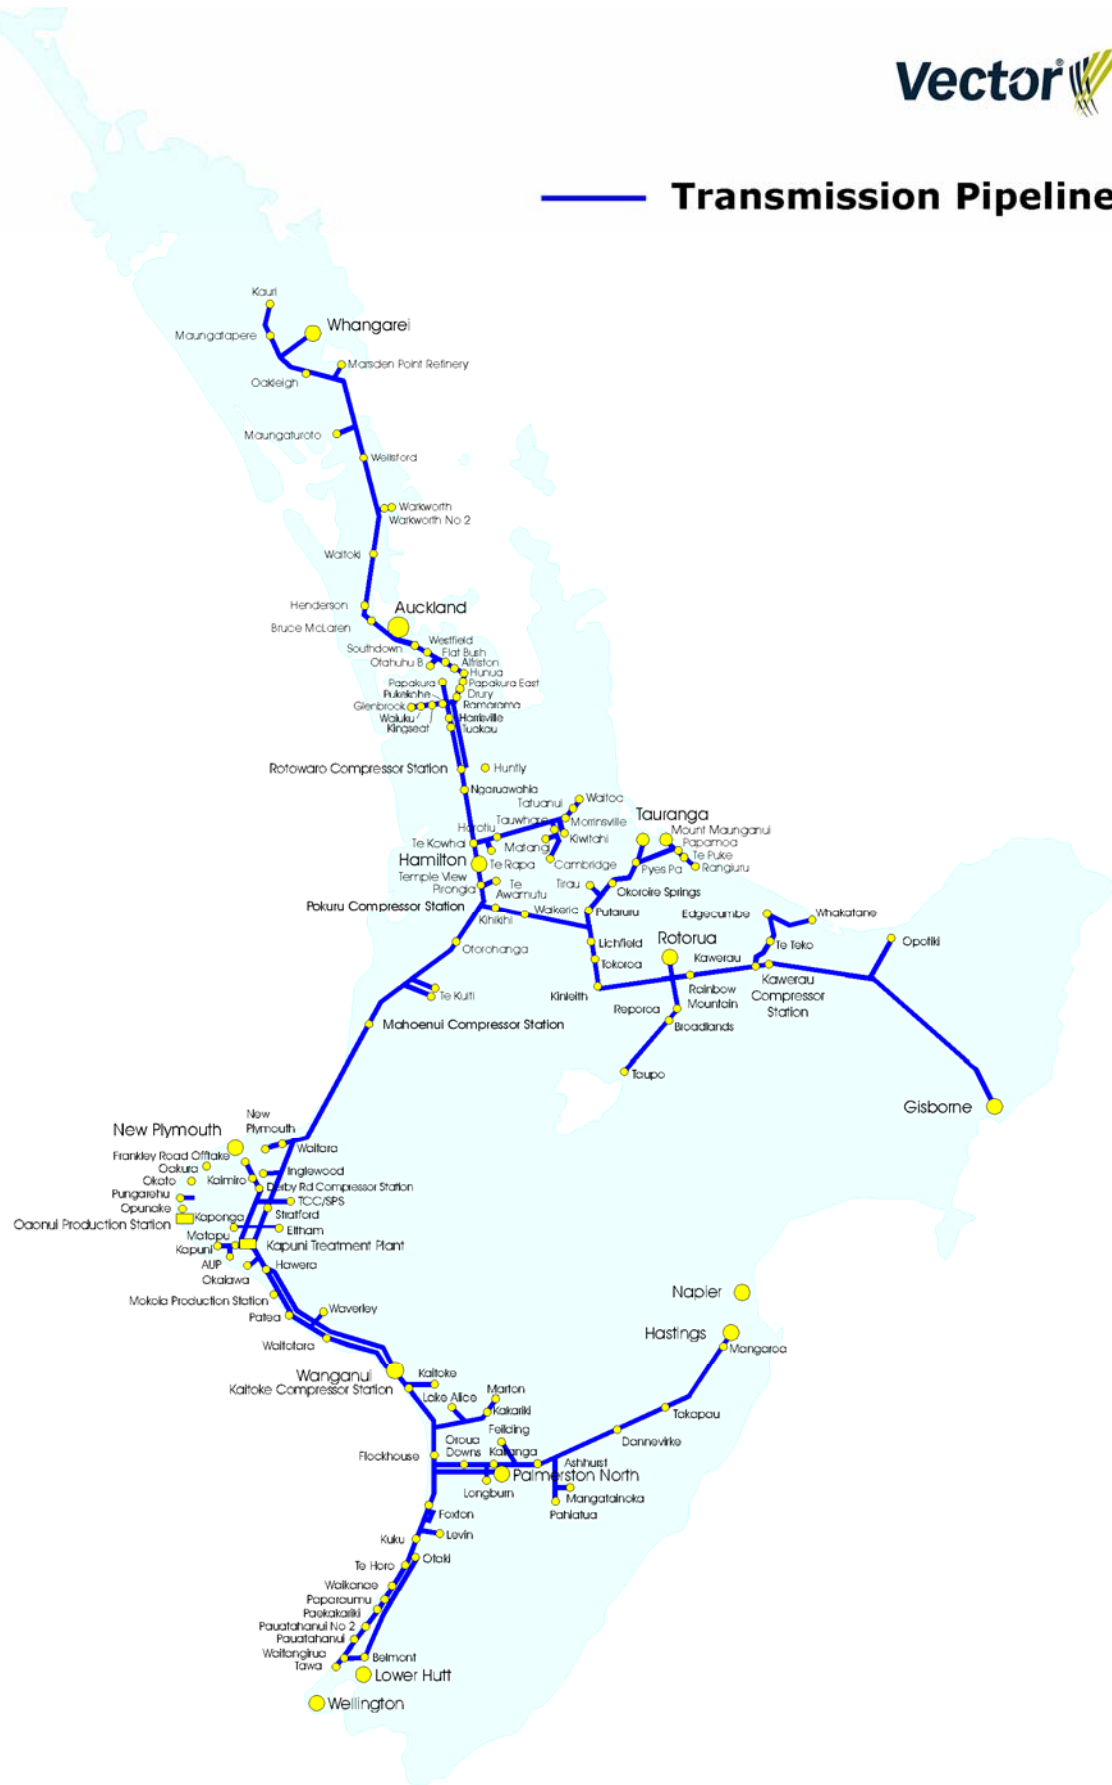 Vector
Transmission Pipeline
Kauri
Whangarei
Maungatapere
Marsden Point Refinery
Oakleigh
Maungaturoto
Wellsford
Warkworth
Warkworth No 2
Waitoki
Henderson
Auckland
Bruce McLaren
Westfield
Southdown
Flat Bush
Otahuhu B
Alfriston
Hunua
Papakura
Papakura East
Pukekohe
Drury
Glenbrook
Ramarama
Waiuku
Harrisville
Kingseat
Tuakau
Rotowaro Compressor Station
Huntly
Ngaruawahia
Tatuanui
Waitoa
Tauranga
Tauwhare
Morrinsville
Mount Maunganui
Horotiu
Kiwitahi
Papamoa
Te Kowhai
Matangi
Te Puke
Hamilton
Te Rapa
Cambridge
Pyes Pa
Rangiuru
Temple View
Te
Awamutu
Pirongia
Tirau
Okoroire Springs
Pokuru Compressor Station
Waikeria
Putaruru
Edgecumbe
Whakatane
Kihikihi
Otorohanga
Lichfield
Rotorua
Te Teko
Opotiki
Tokoroa
Kawerau
Te Kuiti
Kinleith
Rainbow
Mountain
Kawerau
Compressor
Station
Reporoa
Mahoenui Compressor Station
Broadlands
Taupo
Gisborne
New
Plymouth
New Plymouth
Waitara
Frankley Road Offtake
Oakura
Inglewood
Okato
Kaimiro
Derby Rd Compressor Station
Pungarehu
TCC/SPS
Opunake
Kaponga
Stratford
Oaonui Production Station
Eltham
Matapu
Kapuni
Kapuni Treatment Plant
AUP
Hawera
Okaiawa
Mokoia Production Station
Napier
Patea
Waverley
Hastings
Waitotara
Mangaroa
Wanganui
Kaitoke
Kaitoke Compressor Station
Marton
Lake Alice
Kakariki
Takapau
Feilding
Oroua
Downs
Kairanga
Dannevirke
Flockhouse
Ashhurst
Palmerston North
Longburn
Mangatainoka
Pahiatua
Foxton
Levin
Kuku
Otaki
Te Horo
Waikanae
Paparaumu
Paekakariki
Pauatahanui No 2
Pauatahanui
Waitangirua
Belmont
Tawa
Lower Hutt
Wellington